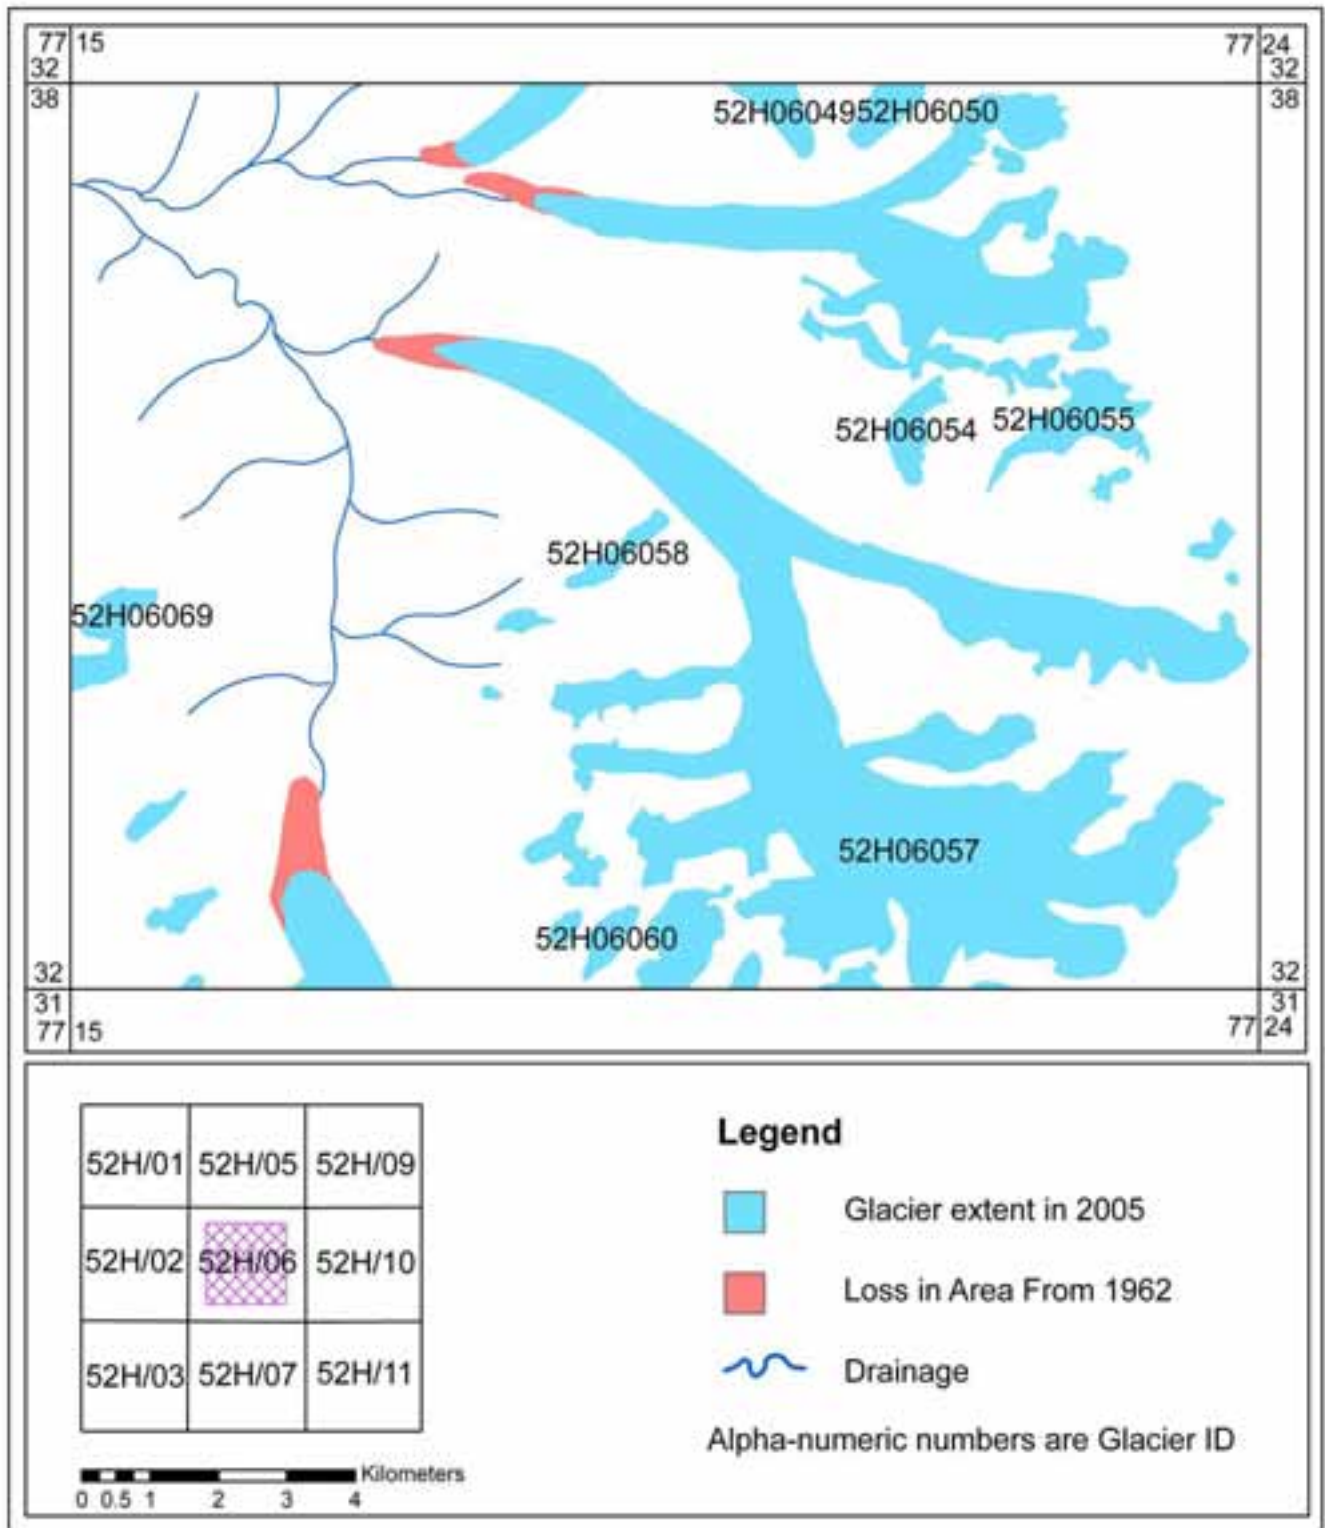 77 15
32
38
77 24
32
38
52H06049 52H06050
52H06054 52H06055
52H06058
52H06069
52H06057
52H06060
32
31
77 15
32
31
77 24
52H/01 52H/05 52H/09
52H/02 52H/06 52H/10
52H/03 52H/07 52H/11
Kilometers
0 0.5 1 2 3 4
Legend
Glacier extent in 2005
Loss in Area From 1962
Drainage
Alpha-numeric numbers are Glacier ID